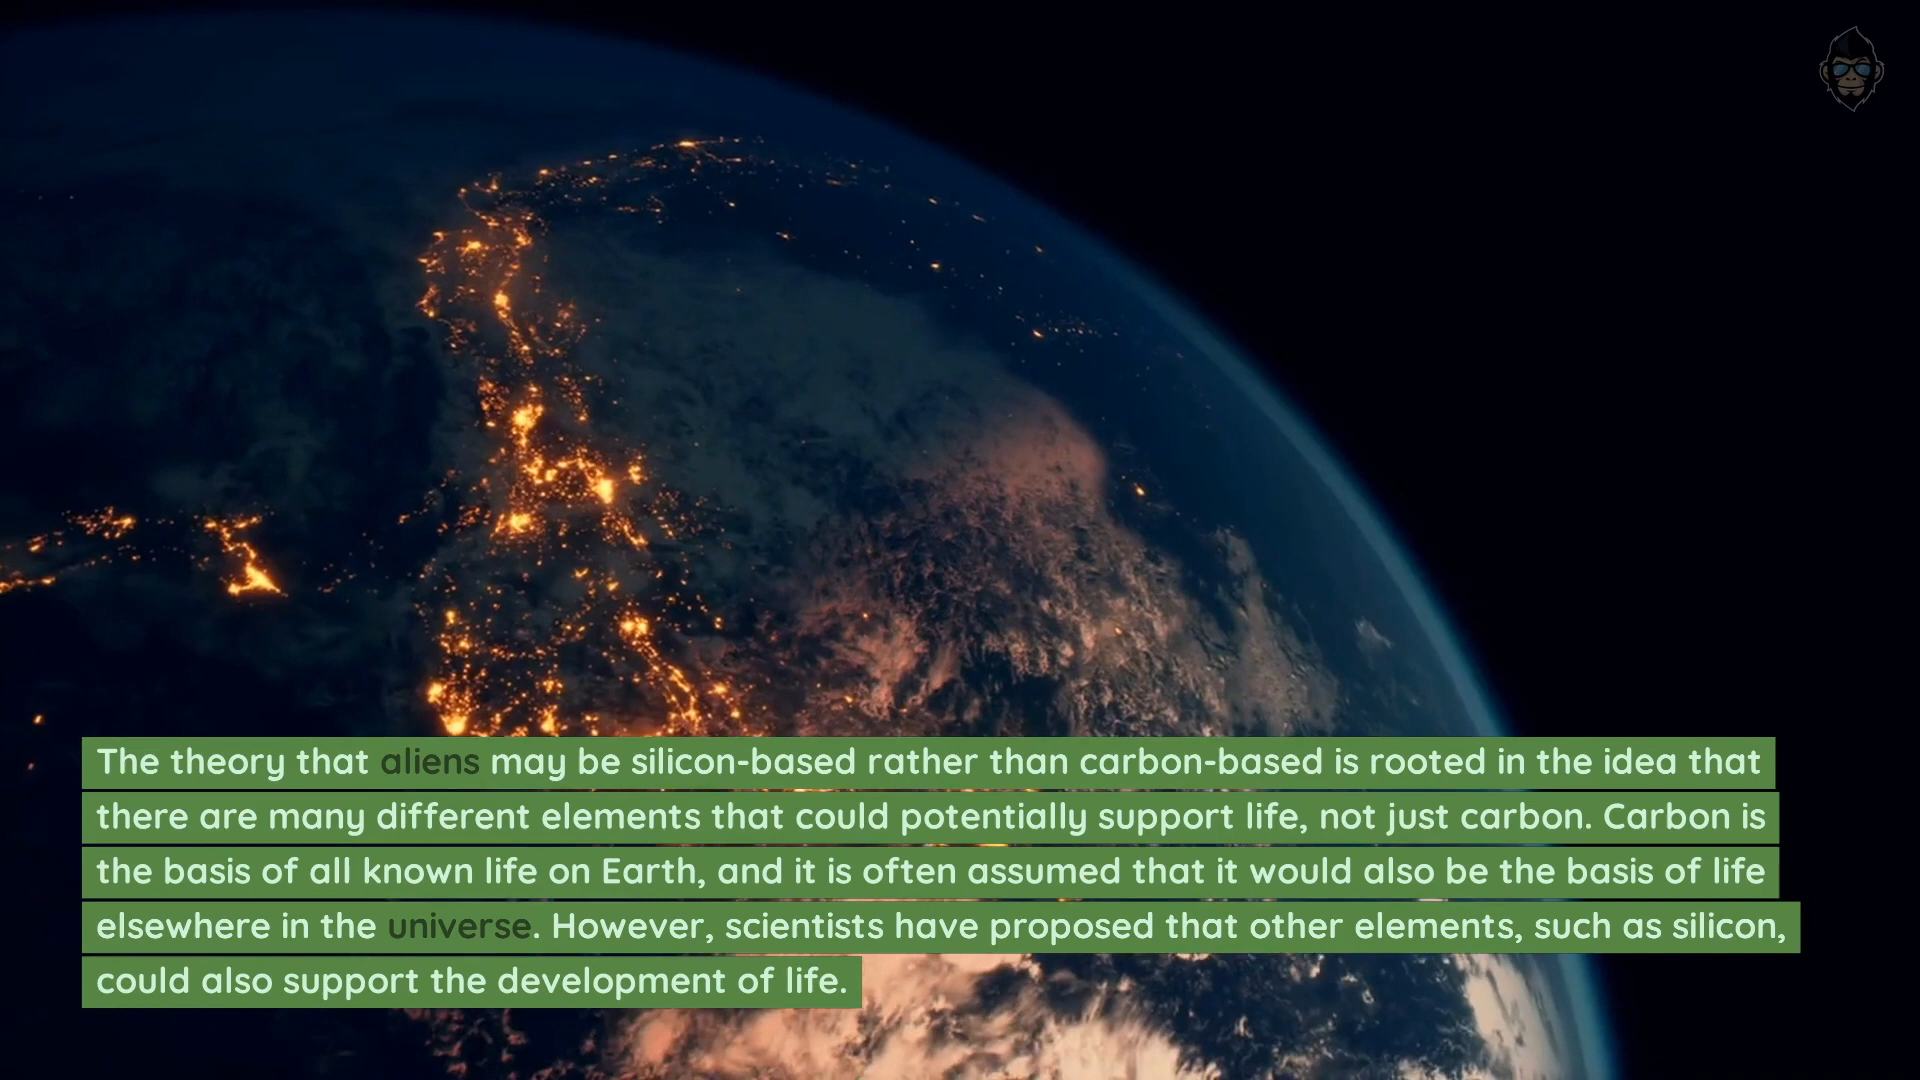 The theory that aliens may be silicon-based rather than carbon-based is rooted in the idea that
there are many different elements that could potentially support life, not just carbon. Carbon is
the basis of all known life on Earth, and it is often assumed that it would also be the basis of life
elsewhere in the universe. However, scientists have proposed that other elements, such as silicon,
could also support the development of life.